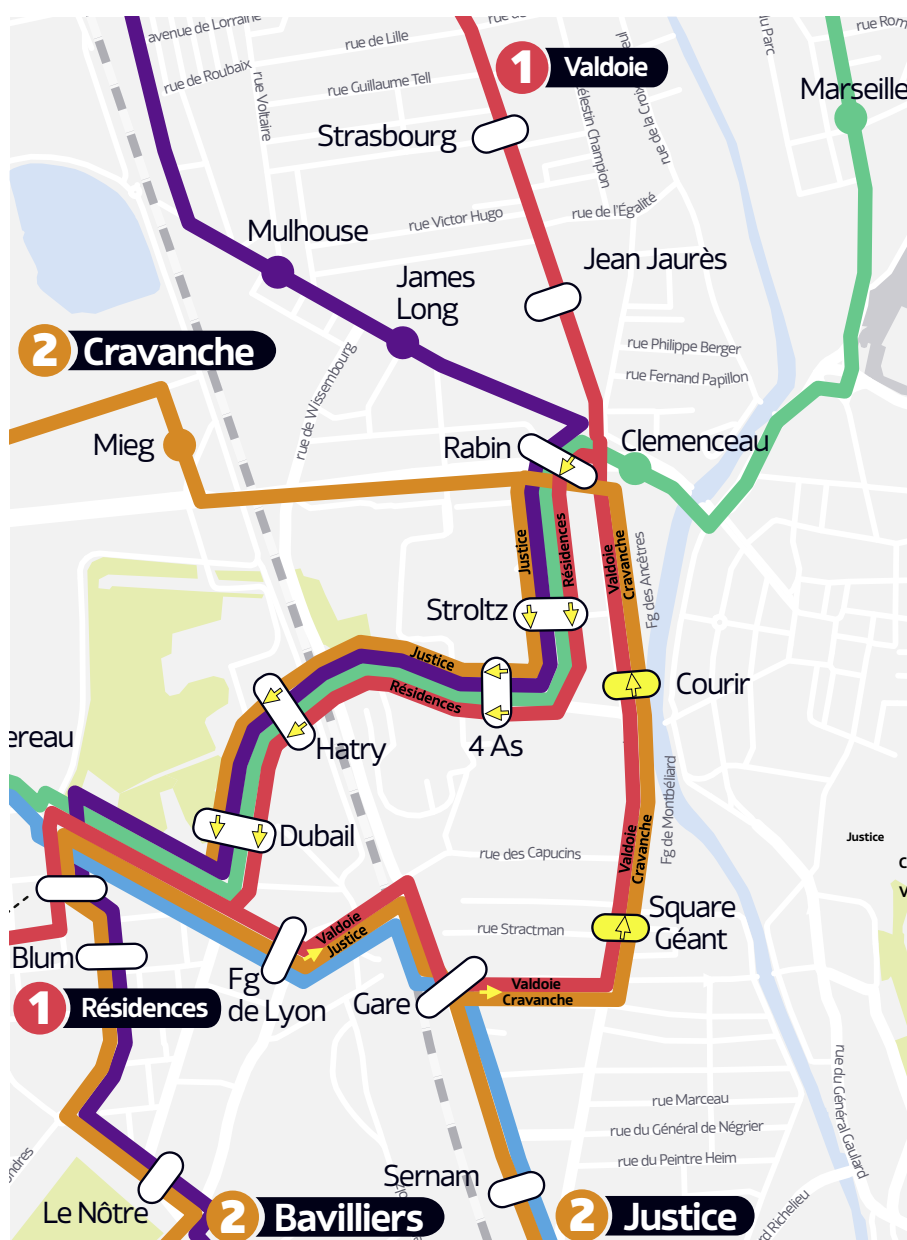 avenue de Lorraine
rue de Lille
rue de Roubaix
rue Voltaire
rue Guillaume Tell
1 Valdoie
du Parc
Marseille
Strasbourg
rue Victor Hugo
rue de l'Égalité
Mulhouse
Jean Jaurès
James
Long
2 Cravanche
rue Philippe Berger
rue Fernand Papillon
rue de Wissembourg
Mieg
Rabin
Clemenceau
Justice
Résidences
Valdoie
Cravanche
Fg des Ancêtres
Stroltz
Justice
Résidences
Courir
4 As
Hatry
ereau
Dubail
Fg de Montbéliard
Valdoie
Cravanche
Justice
C
V
rue des Capucins
Square
Géant
rue Stractman
Valdoie
Justice
Blum
Fg
de Lyon
Gare
Valdoie
Cravanche
1 Résidences
rue du Général Gaulard
rue Marceau
rue du Général de Négrier
rue du Peintre Heim
Sernam
Le Nôtre
2 Bavilliers
2 Justice
rd Richelieu